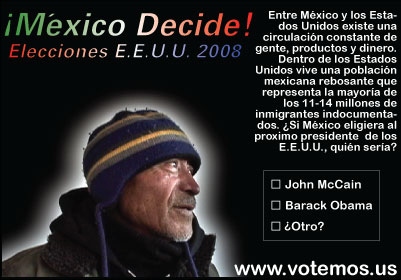 ¡México Decide!
Elecciones E.E.U.U. 2008
Entre México y los Esta-
dos Unidos existe una
circulación constante de
gente, productos y dinero.
Dentro de los Estados
Unidos vive una población
mexicana rebosante que
representa la mayoría de
los 11-14 millones de
inmigrantes indocumenta-
dos. ¿Si México eligiera al
proximo presidente de los
E.E.U.U., quién sería?
John McCain
Barack Obama
¿Otro?
www.votemos.us